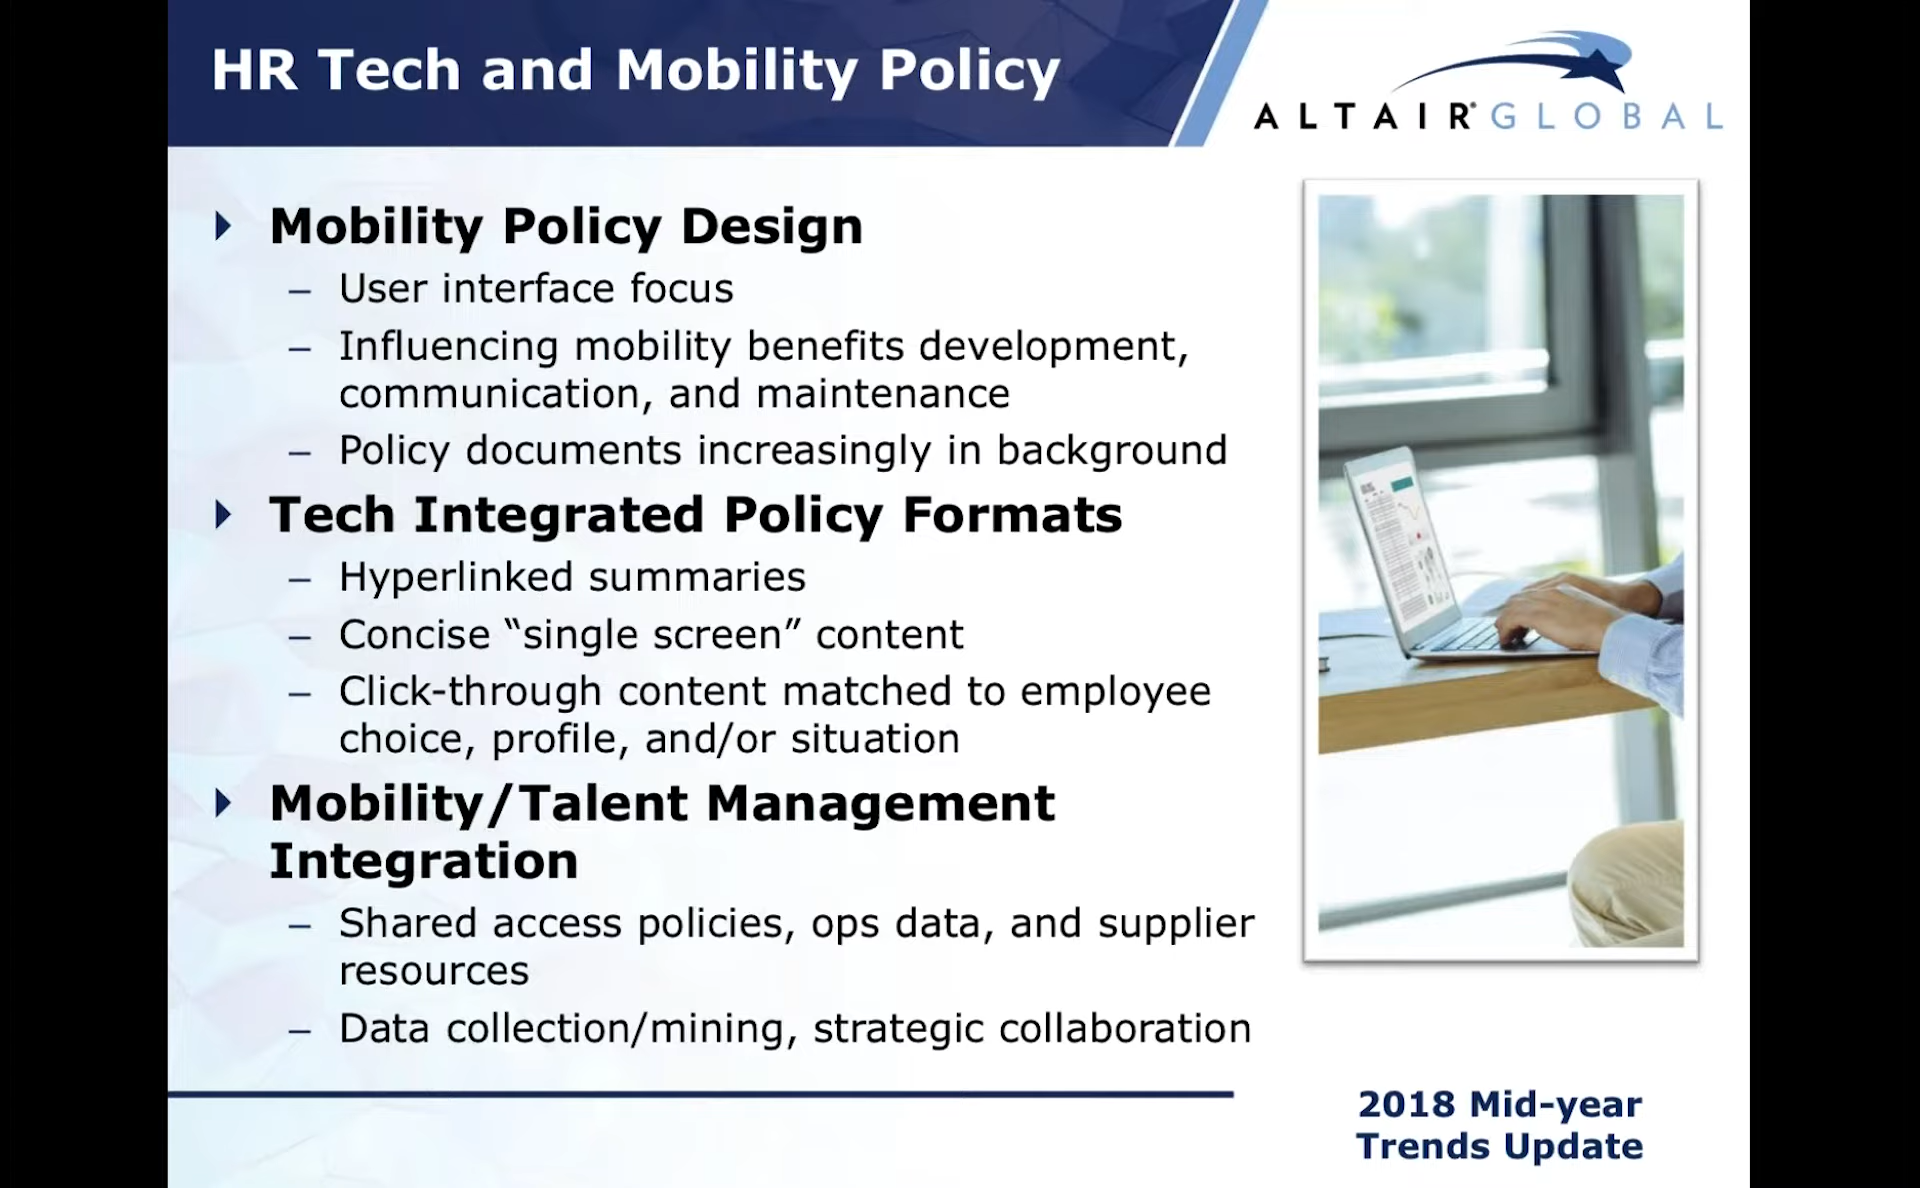 HR Tech and Mobility Policy
ALTAIR® GLOBAL
Mobility Policy Design
– User interface focus
– Influencing mobility benefits development,
communication, and maintenance
– Policy documents increasingly in background
Tech Integrated Policy Formats
– Hyperlinked summaries
– Concise “single screen” content
– Click-through content matched to employee
choice, profile, and/or situation
Mobility/Talent Management
Integration
– Shared access policies, ops data, and supplier
resources
– Data collection/mining, strategic collaboration
2018 Mid-year
Trends Update